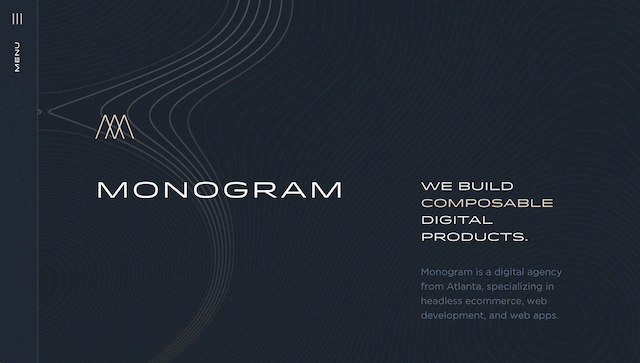 MENU
MONOGRAM
WE BUILD
COMPOSABLE
DIGITAL
PRODUCTS.
Monogram is a digital agency
from Atlanta, specializing in
headless ecommerce, web
development, and web apps.